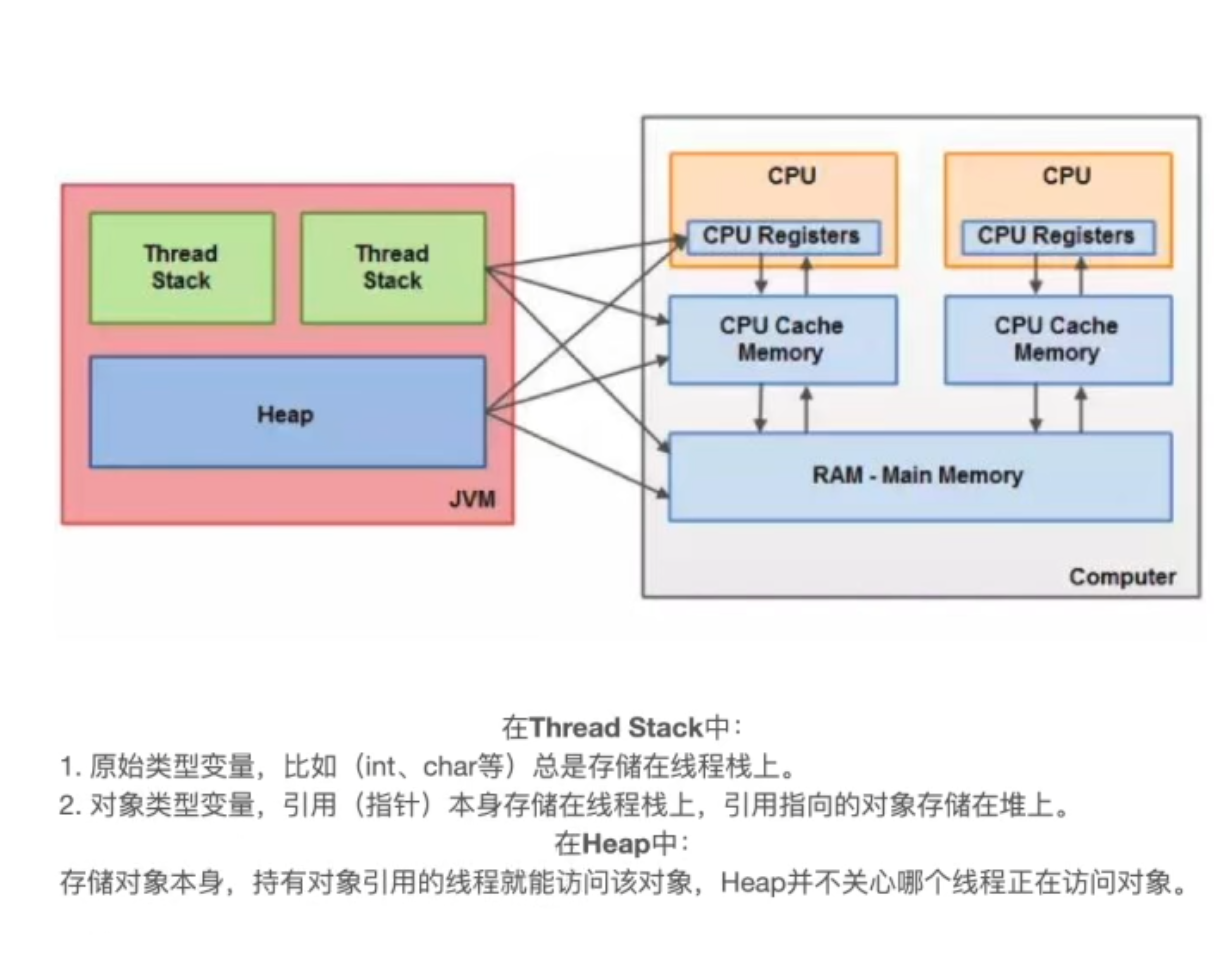 CPU
CPU
CPU Registers
CPU Registers
Thread
Stack
Thread
Stack
CPU Cache
Memory
CPU Cache
Memory
Heap
RAM - Main Memory
JVM
Computer
在Thread Stack中:
1. 原始类型变量，比如（int、char等）总是存储在线程栈上。
2. 对象类型变量，引用（指针）本身存储在线程栈上，引用指向的对象存储在堆上。
在Heap中:
存储对象本身，持有对象引用的线程就能访问该对象，Heap并不关心哪个线程正在访问对象。